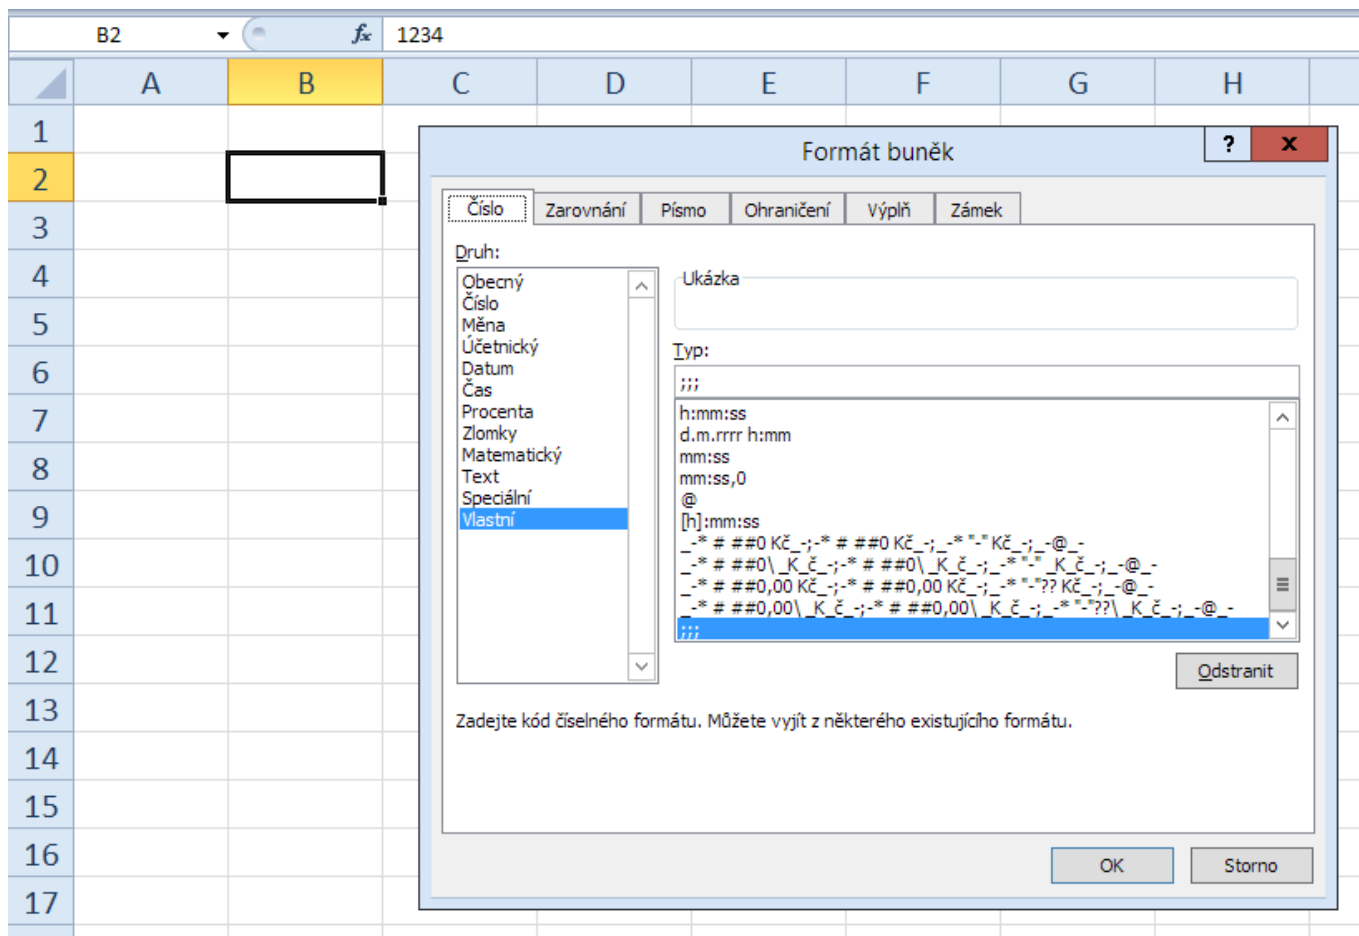 B2 fx 1234
A B C D E F G H
1
2
3
4
5
6
7
8
9
10
11
12
13
14
15
16
17
Formát buněk ? x
Číslo Zarovnání Písmo Ohraničení Výplň Zámek
Druh:
Obecný
Číslo
Měna
Účetnický
Datum
Čas
Procenta
Zlomky
Matematický
Text
Speciální
Vlastní
Ukázka
Typ:
;;;
h:mm:ss
d.m.rrrr h:mm
mm:ss
mm:ss,0
@
[h]:mm:ss
_-* # ##0 Kč_-;-* # ##0 Kč_-;_-* "-" Kč_-;_-@_-
_-* # ##0\ _K_č_-;-* # ##0\ _K_č_-;_-* "-"\ _K_č_-;_-@_-
_-* # ##0,00 Kč_-;-* # ##0,00 Kč_-;_-* "-"?? Kč_-;_-@_-
_-* # ##0,00\ _K_č_-;-* # ##0,00\ _K_č_-;_-* "-"??\ _K_č_-;_-@_-
;;;
Odstranit
Zadejte kód číselného formátu. Můžete vyjít z některého existujícího formátu.
OK Storno